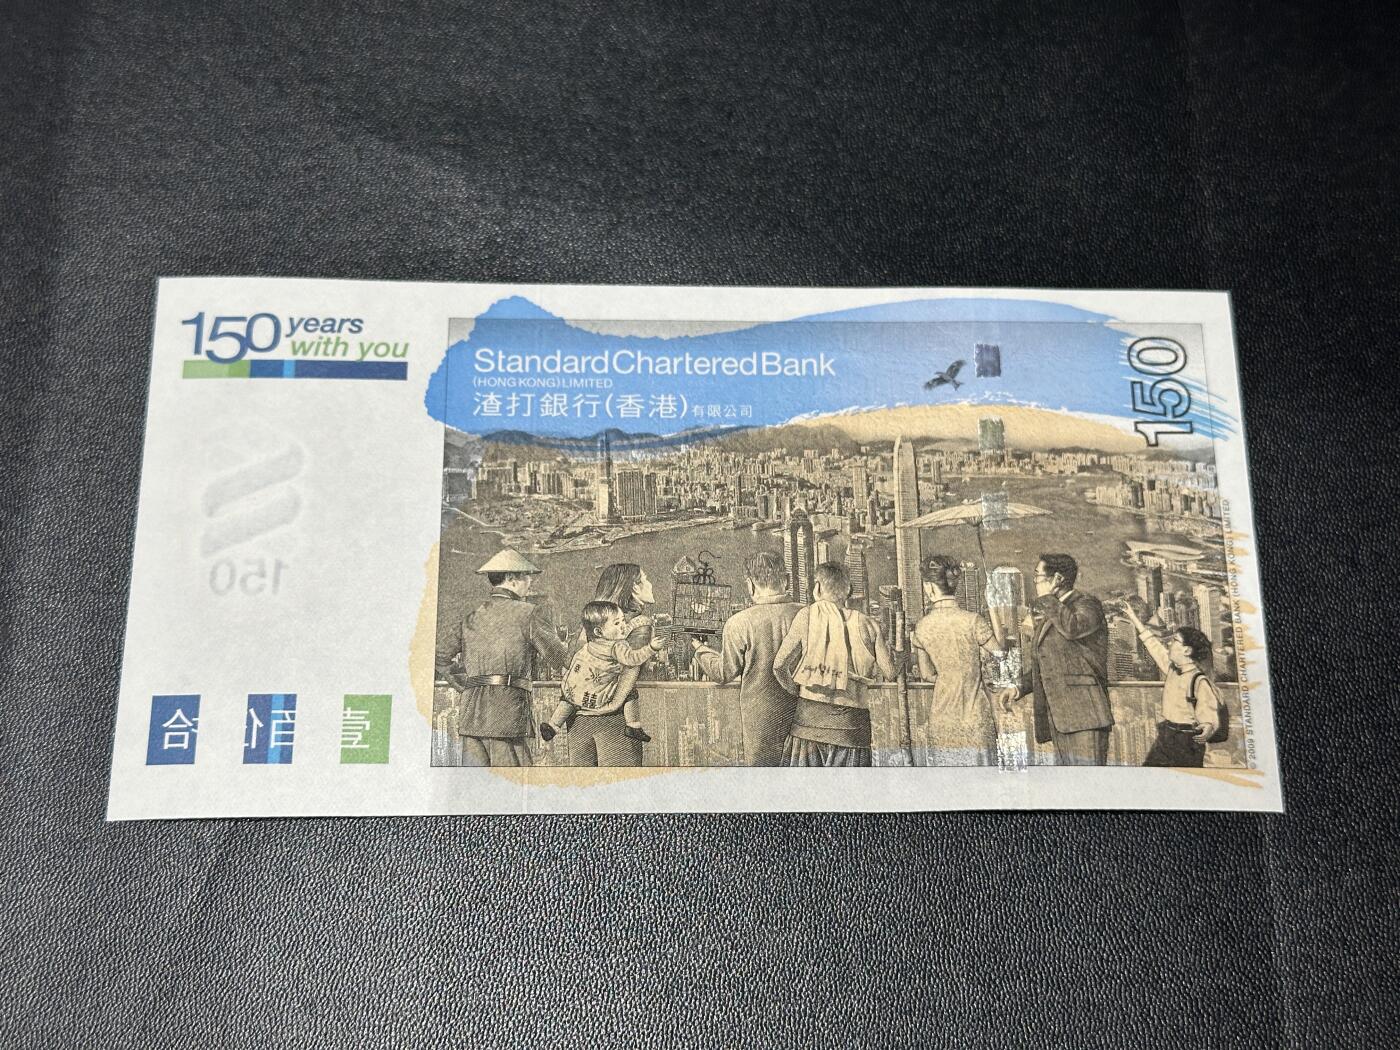 150 years
with you
Standard Chartered Bank
(HONG KONG) LIMITED
渣打銀行(香港)有限公司
150
© 2009 STANDARD CHARTERED BANK (HONG KONG) LIMITED
150